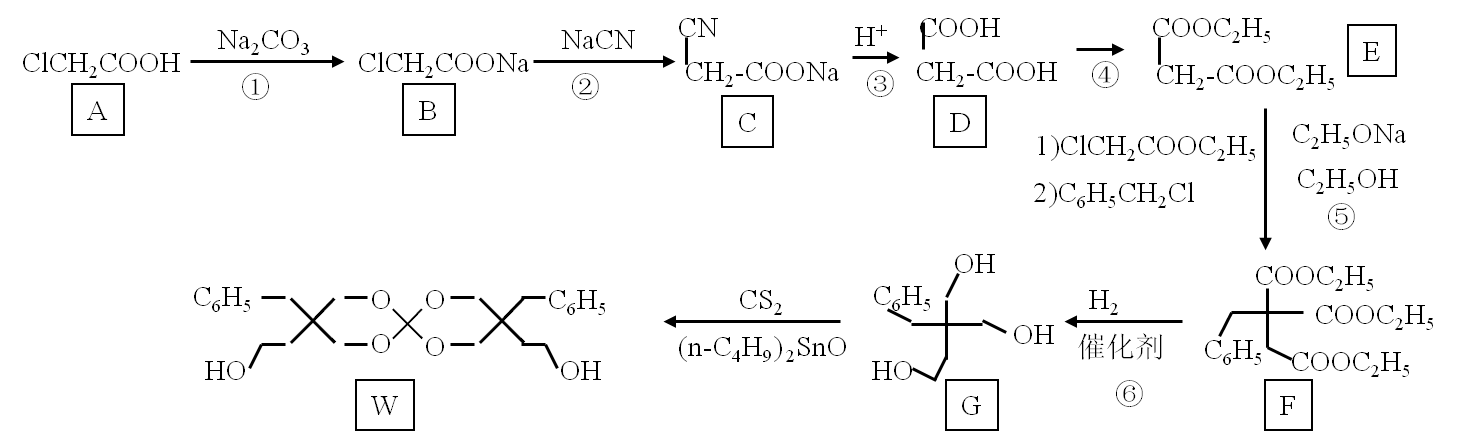 ClCH₂COOH
A
Na₂CO₃
①
ClCH₂COONa
B
NaCN
②
CN
CH₂-COONa
C
H⁺
③
COOH
CH₂-COOH
D
④
COOC₂H₅
CH₂-COOC₂H₅
E
1)ClCH₂COOC₂H₅
2)C₆H₅CH₂Cl
C₂H₅ONa
C₂H₅OH
⑤
COOC₂H₅
COOC₂H₅
C₆H₅
COOC₂H₅
F
H₂
催化剂
⑥
OH
C₆H₅
OH
HO
G
CS₂
(n-C₄H₉)₂SnO
C₆H₅
O
O
C₆H₅
O
O
HO
OH
W